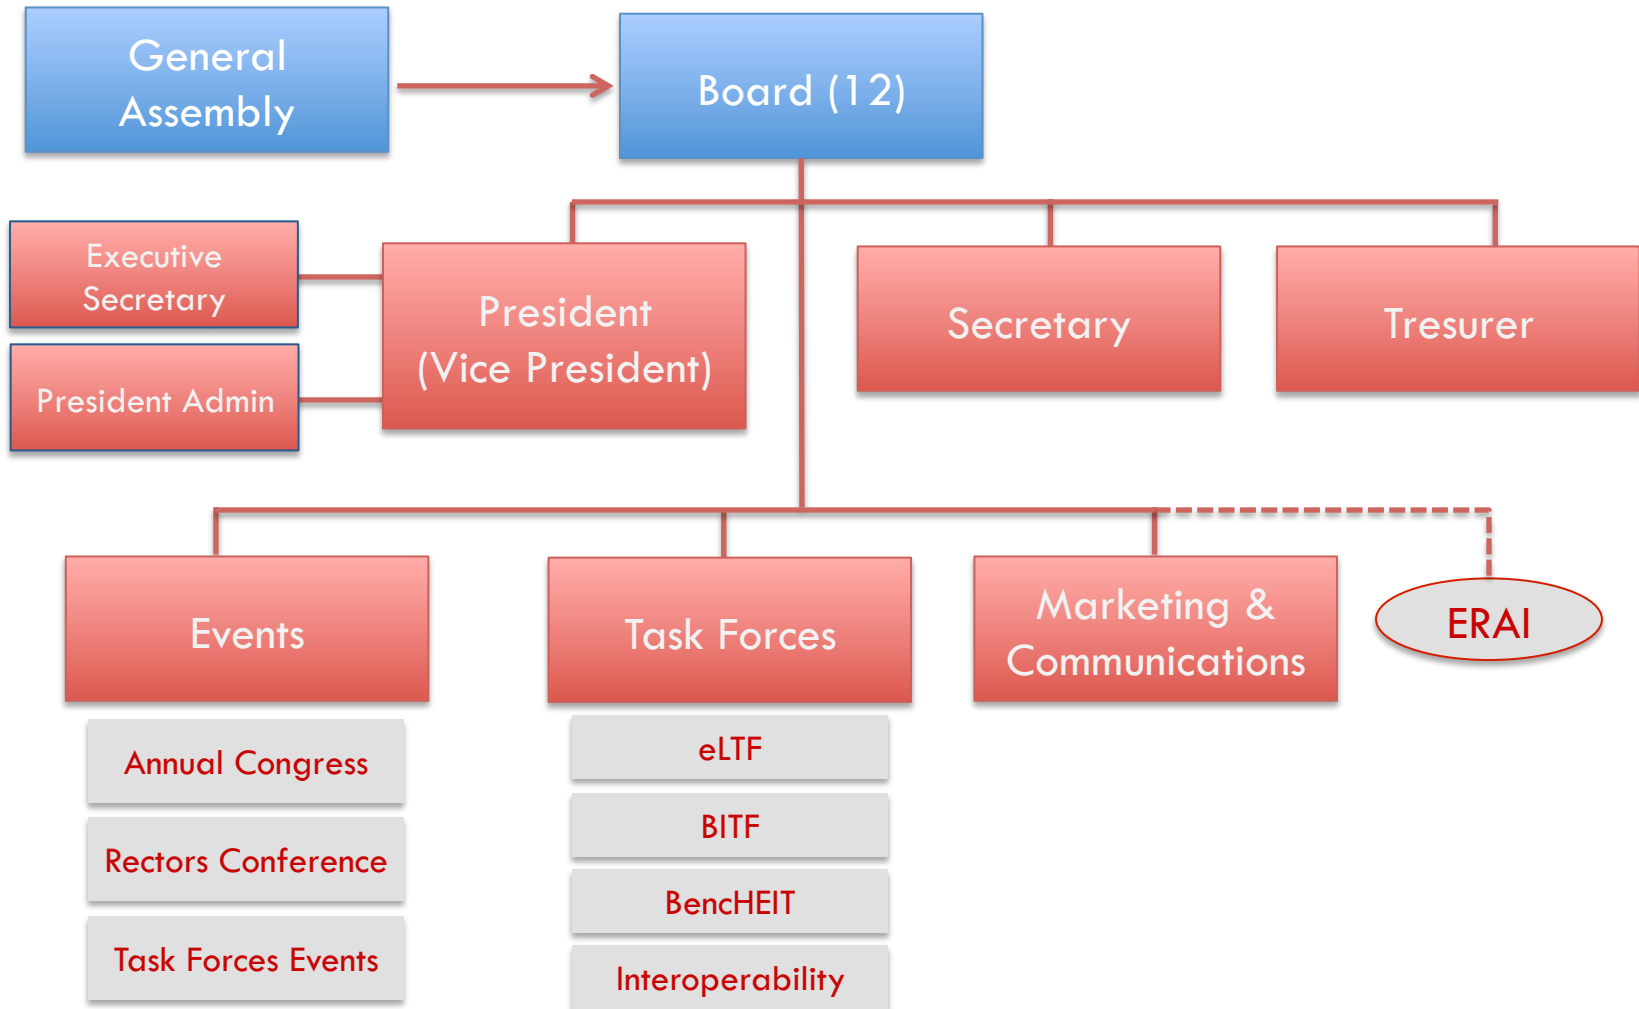 General
Assembly
Board (12)
Executive
Secretary
President Admin
President
(Vice President)
Secretary
Tresurer
Events
Task Forces
Marketing &
Communications
ERAI
Annual Congress
Rectors Conference
Task Forces Events
eLTF
BITF
BencHEIT
Interoperability